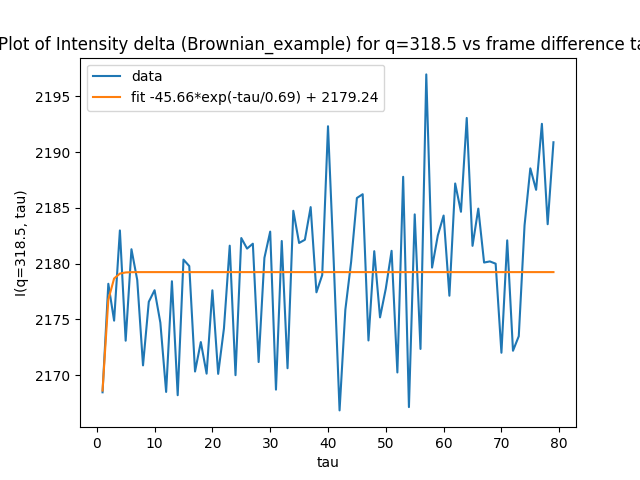 Plot of Intensity delta (Brownian_example) for q=318.5 vs frame difference ta
data
fit -45.66*exp(-tau/0.69) + 2179.24
I(q=318.5, tau)
2195
2190
2185
2180
2175
2170
0 10 20 30 40 50 60 70 80
tau